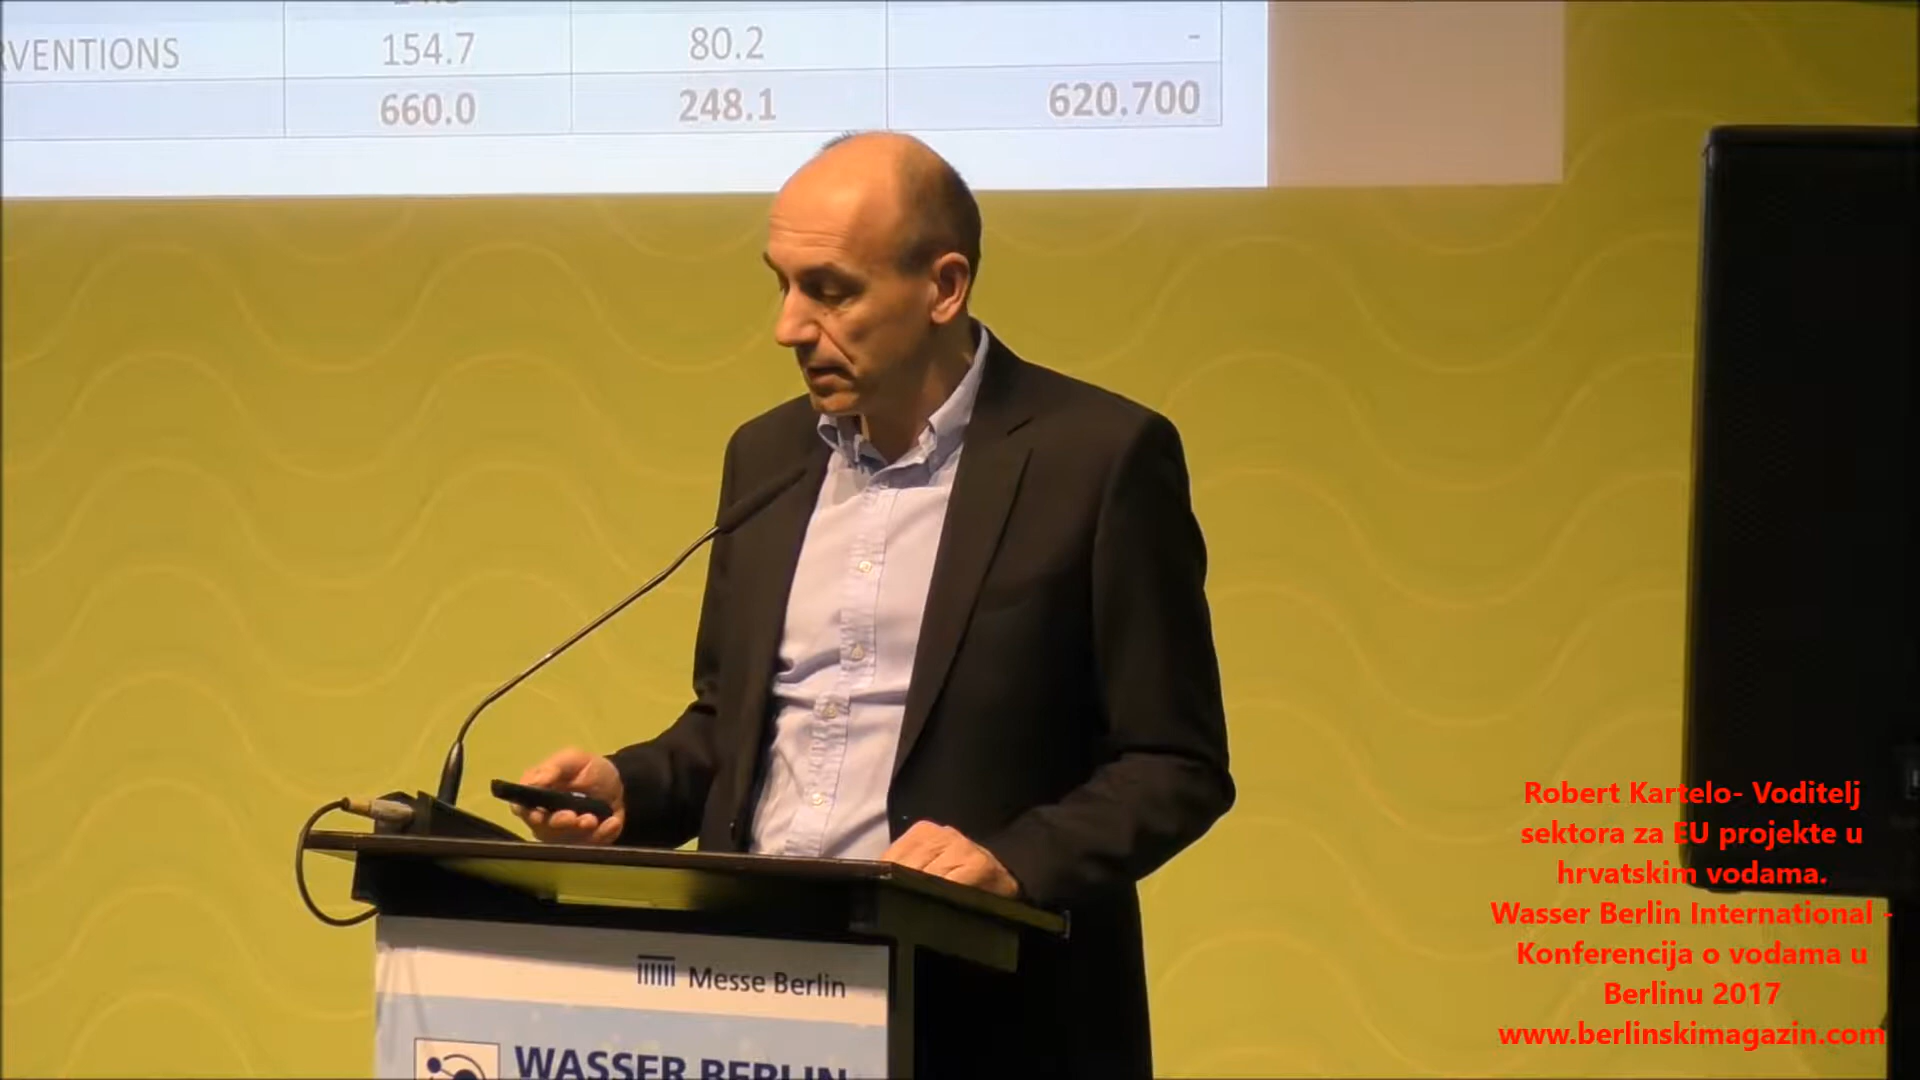 RVENTIONS 154.7 80.2 -
660.0 248.1 620.700
Robert Kartelo- Voditelj
sektora za EU projekte u
hrvatskim vodama.
Wasser Berlin International -
Konferencija o vodama u
Berlinu 2017
www.berlinskimagazin.com
Messe Berlin
WASSER BERLIN